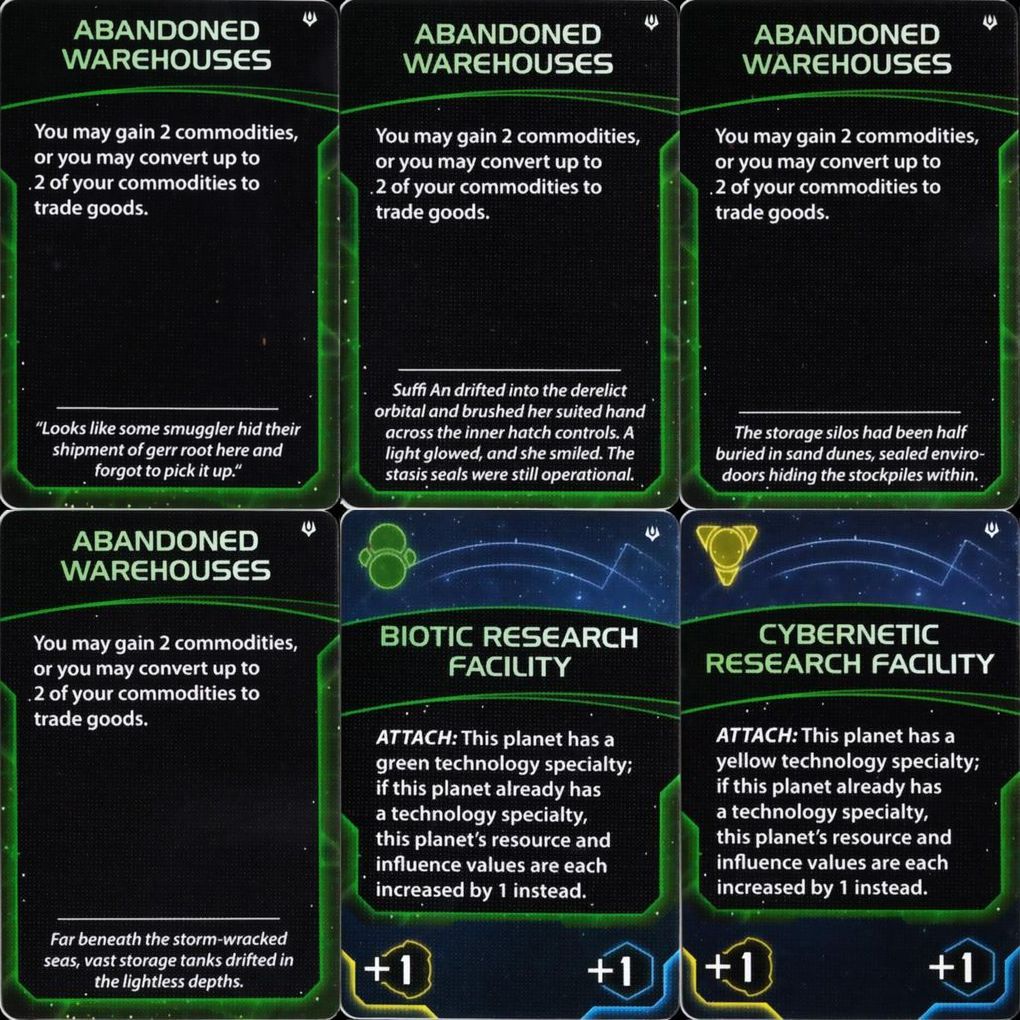 ABANDONED
WAREHOUSES
You may gain 2 commodities,
or you may convert up to
2 of your commodities to
trade goods.
“Looks like some smuggler hid their
shipment of gerr root here and
forgot to pick it up.“
ABANDONED
WAREHOUSES
You may gain 2 commodities,
or you may convert up to
2 of your commodities to
trade goods.
Suffi An drifted into the derelict
orbital and brushed her suited hand
across the inner hatch controls. A
light glowed, and she smiled. The
stasis seals were still operational.
ABANDONED
WAREHOUSES
You may gain 2 commodities,
or you may convert up to
2 of your commodities to
trade goods.
The storage silos had been half
buried in sand dunes, sealed enviro-
doors hiding the stockpiles within.
ABANDONED
WAREHOUSES
You may gain 2 commodities,
or you may convert up to
2 of your commodities to
trade goods.
Far beneath the storm-wracked
seas, vast storage tanks drifted in
the lightless depths.
BIOTIC RESEARCH
FACILITY
ATTACH: This planet has a
green technology specialty;
if this planet already has
a technology specialty,
this planet’s resource and
influence values are each
increased by 1 instead.
+1 +1
CYBERNETIC
RESEARCH FACILITY
ATTACH: This planet has a
yellow technology specialty;
if this planet already has
a technology specialty,
this planet’s resource and
influence values are each
increased by 1 instead.
+1 +1